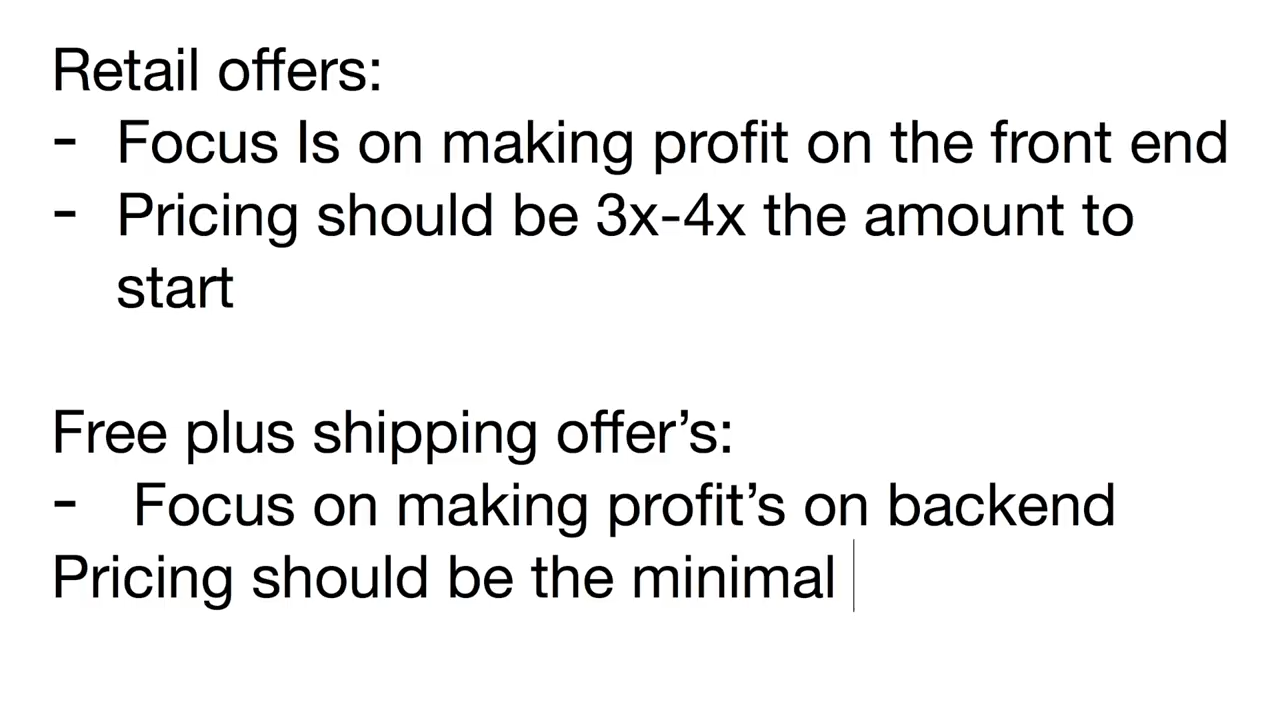 Retail offers:
- Focus Is on making profit on the front end
- Pricing should be 3x-4x the amount to
start
Free plus shipping offer’s:
- Focus on making profit’s on backend
Pricing should be the minimal